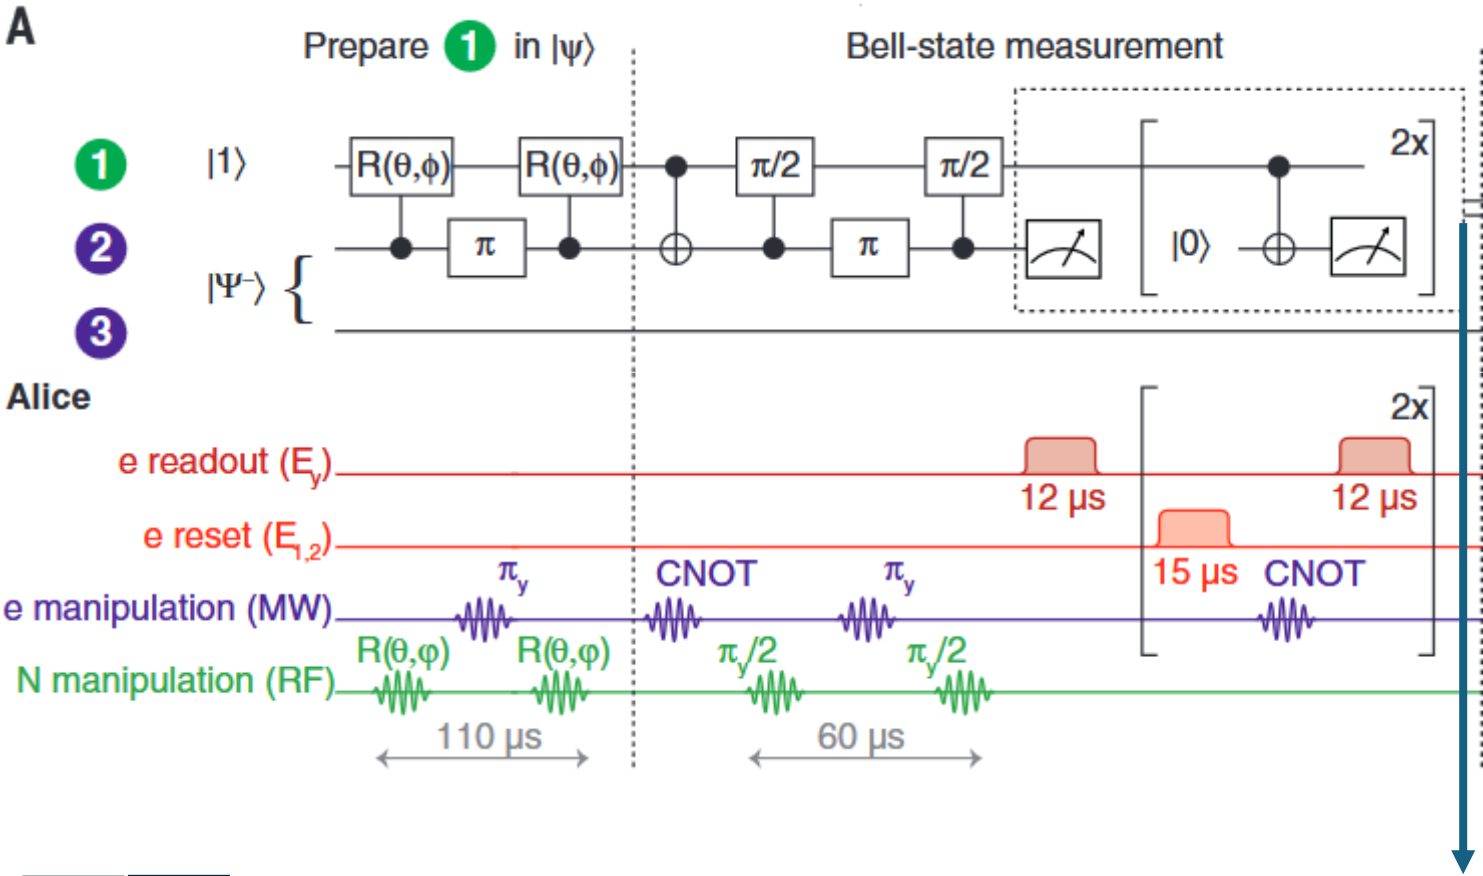 A
Prepare 1 in |ψ⟩
Bell-state measurement
2x
1 |1⟩ R(θ,ϕ) R(θ,ϕ) π/2 π/2
2 π π |0⟩
|Ψ⁻⟩ {
3
Alice
2x
e readout (Ey)
12 µs 12 µs
e reset (E1,2)
15 µs
πy CNOT πy CNOT
e manipulation (MW)
R(θ,φ) R(θ,φ) πy/2 πy/2
N manipulation (RF)
110 µs 60 µs